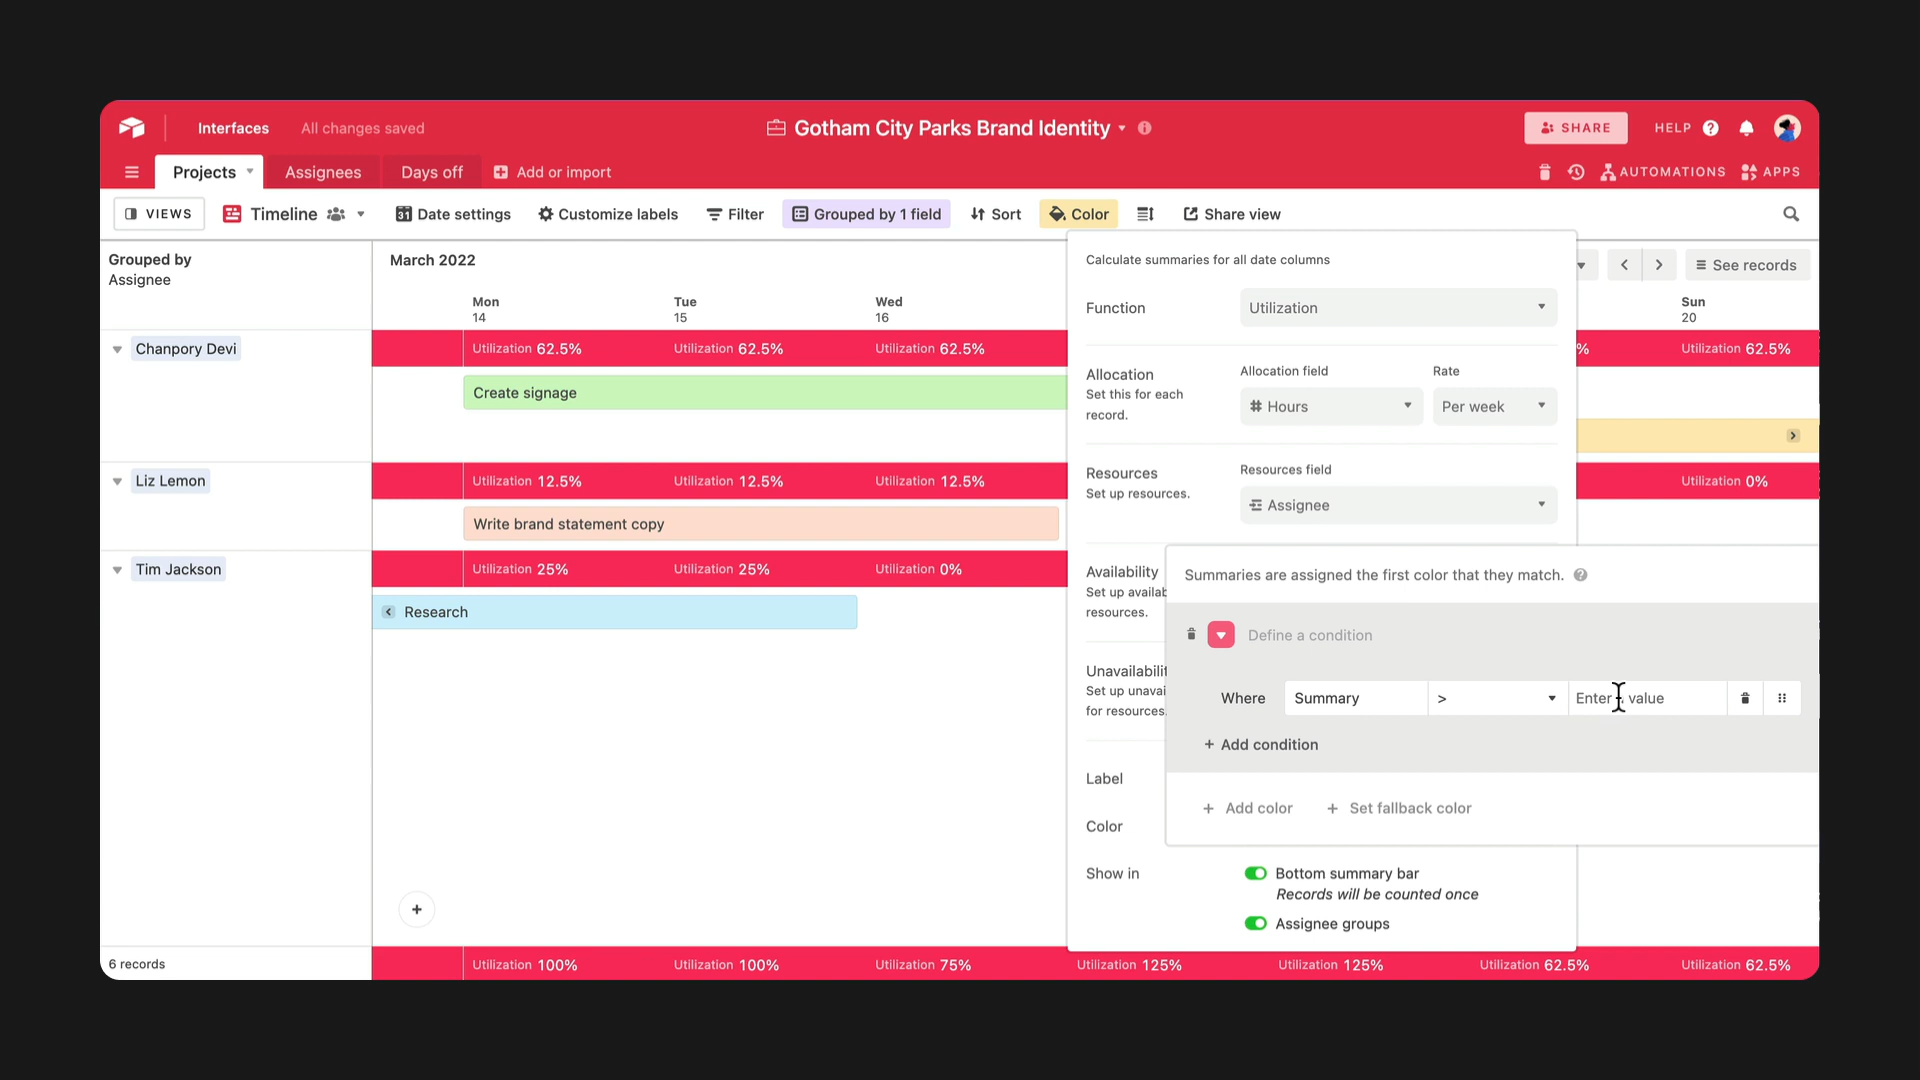 Interfaces
All changes saved
Gotham City Parks Brand Identity
SHARE
HELP
Projects
Assignees
Days off
Add or import
AUTOMATIONS
APPS
VIEWS
Timeline
31
Date settings
Customize labels
Filter
Grouped by 1 field
Sort
Color
Share view
Grouped by
Assignee
March 2022
See records
Mon
14
Tue
15
Wed
16
Sun
20
Chanpory Devi
Utilization 62.5%
Utilization 62.5%
Utilization 62.5%
%
Utilization 62.5%
Create signage
Liz Lemon
Utilization 12.5%
Utilization 12.5%
Utilization 12.5%
Utilization 0%
Write brand statement copy
Tim Jackson
Utilization 25%
Utilization 25%
Utilization 0%
Research
Calculate summaries for all date columns
Function
Utilization
Allocation
Set this for each
record.
Allocation field
Hours
Rate
Per week
Resources
Set up resources.
Resources field
Assignee
Availability
Set up availab
resources.
Unavailabilit
Set up unavai
for resources.
Label
Color
Summaries are assigned the first color that they match.
Define a condition
Where
Summary
>
Enter value
+ Add condition
+ Add color
+ Set fallback color
Show in
Bottom summary bar
Records will be counted once
Assignee groups
6 records
Utilization 100%
Utilization 100%
Utilization 75%
Utilization 125%
Utilization 125%
Utilization 62.5%
Utilization 62.5%